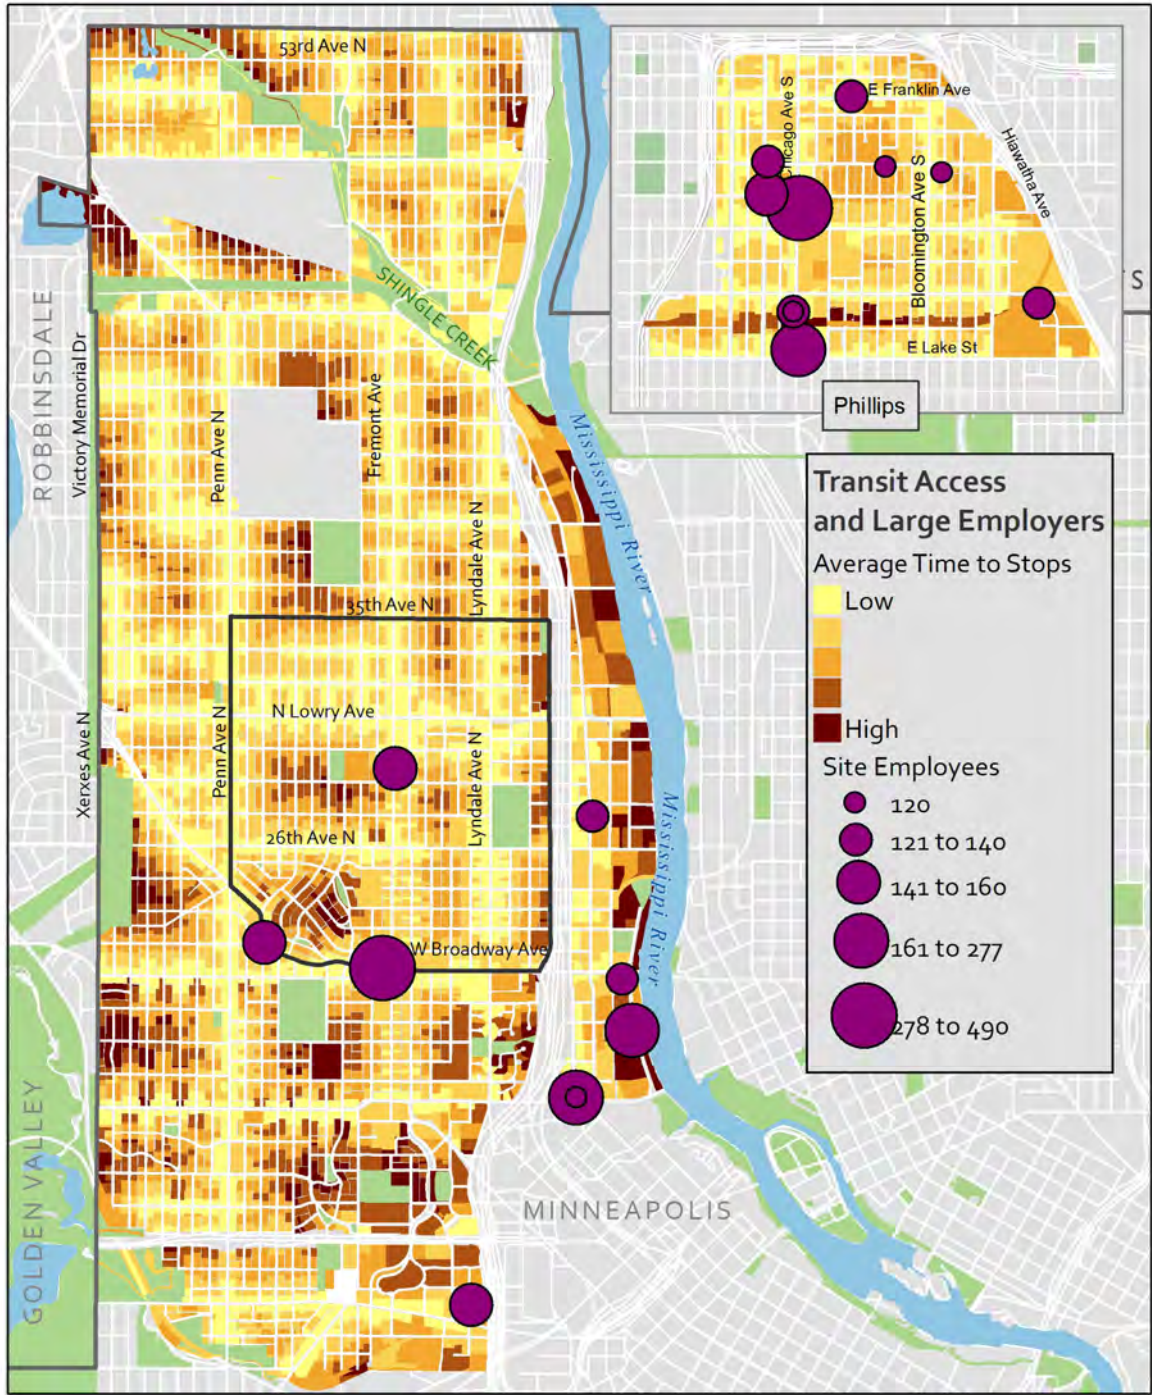 53rd Ave N
E Franklin Ave
Chicago Ave S
Hiawatha Ave
Bloomington Ave S
E Lake St
S
Phillips
SHINGLE CREEK
ROBBINSDALE
Victory Memorial Dr
Penn Ave N
Fremont Ave
Lyndale Ave N
Mississippi River
35th Ave N
N Lowry Ave
Xerxes Ave N
Penn Ave N
Lyndale Ave N
26th Ave N
Mississippi River
W Broadway Ave
GOLDEN VALLEY
MINNEAPOLIS
Transit Access
and Large Employers
Average Time to Stops
Low
High
Site Employees
120
121 to 140
141 to 160
161 to 277
278 to 490